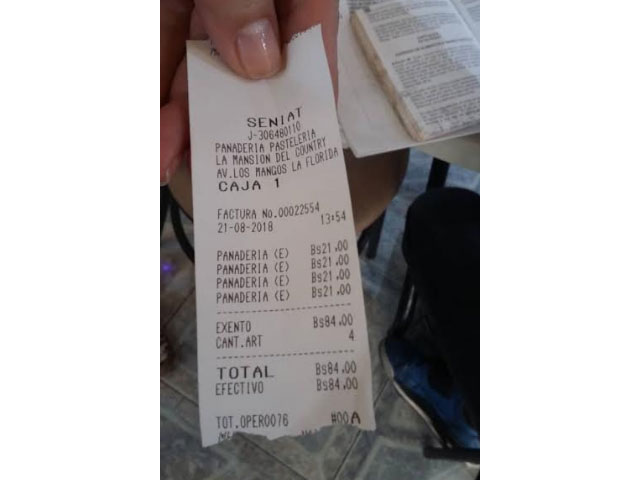 SENIAT
J-306480110
PANADERIA PASTELERIA
LA MANSION DEL COUNTRY
AV.LOS MANGOS LA FLORIDA
CAJA 1
FACTURA No.00022554
21-08-2018 13:54
PANADERIA (E) Bs21.00
PANADERIA (E) Bs21.00
PANADERIA (E) Bs21.00
PANADERIA (E) Bs21.00
EXENTO Bs84.00
CANT.ART 4
TOTAL Bs84.00
EFECTIVO Bs84.00
TOT.OPER0076 #00A